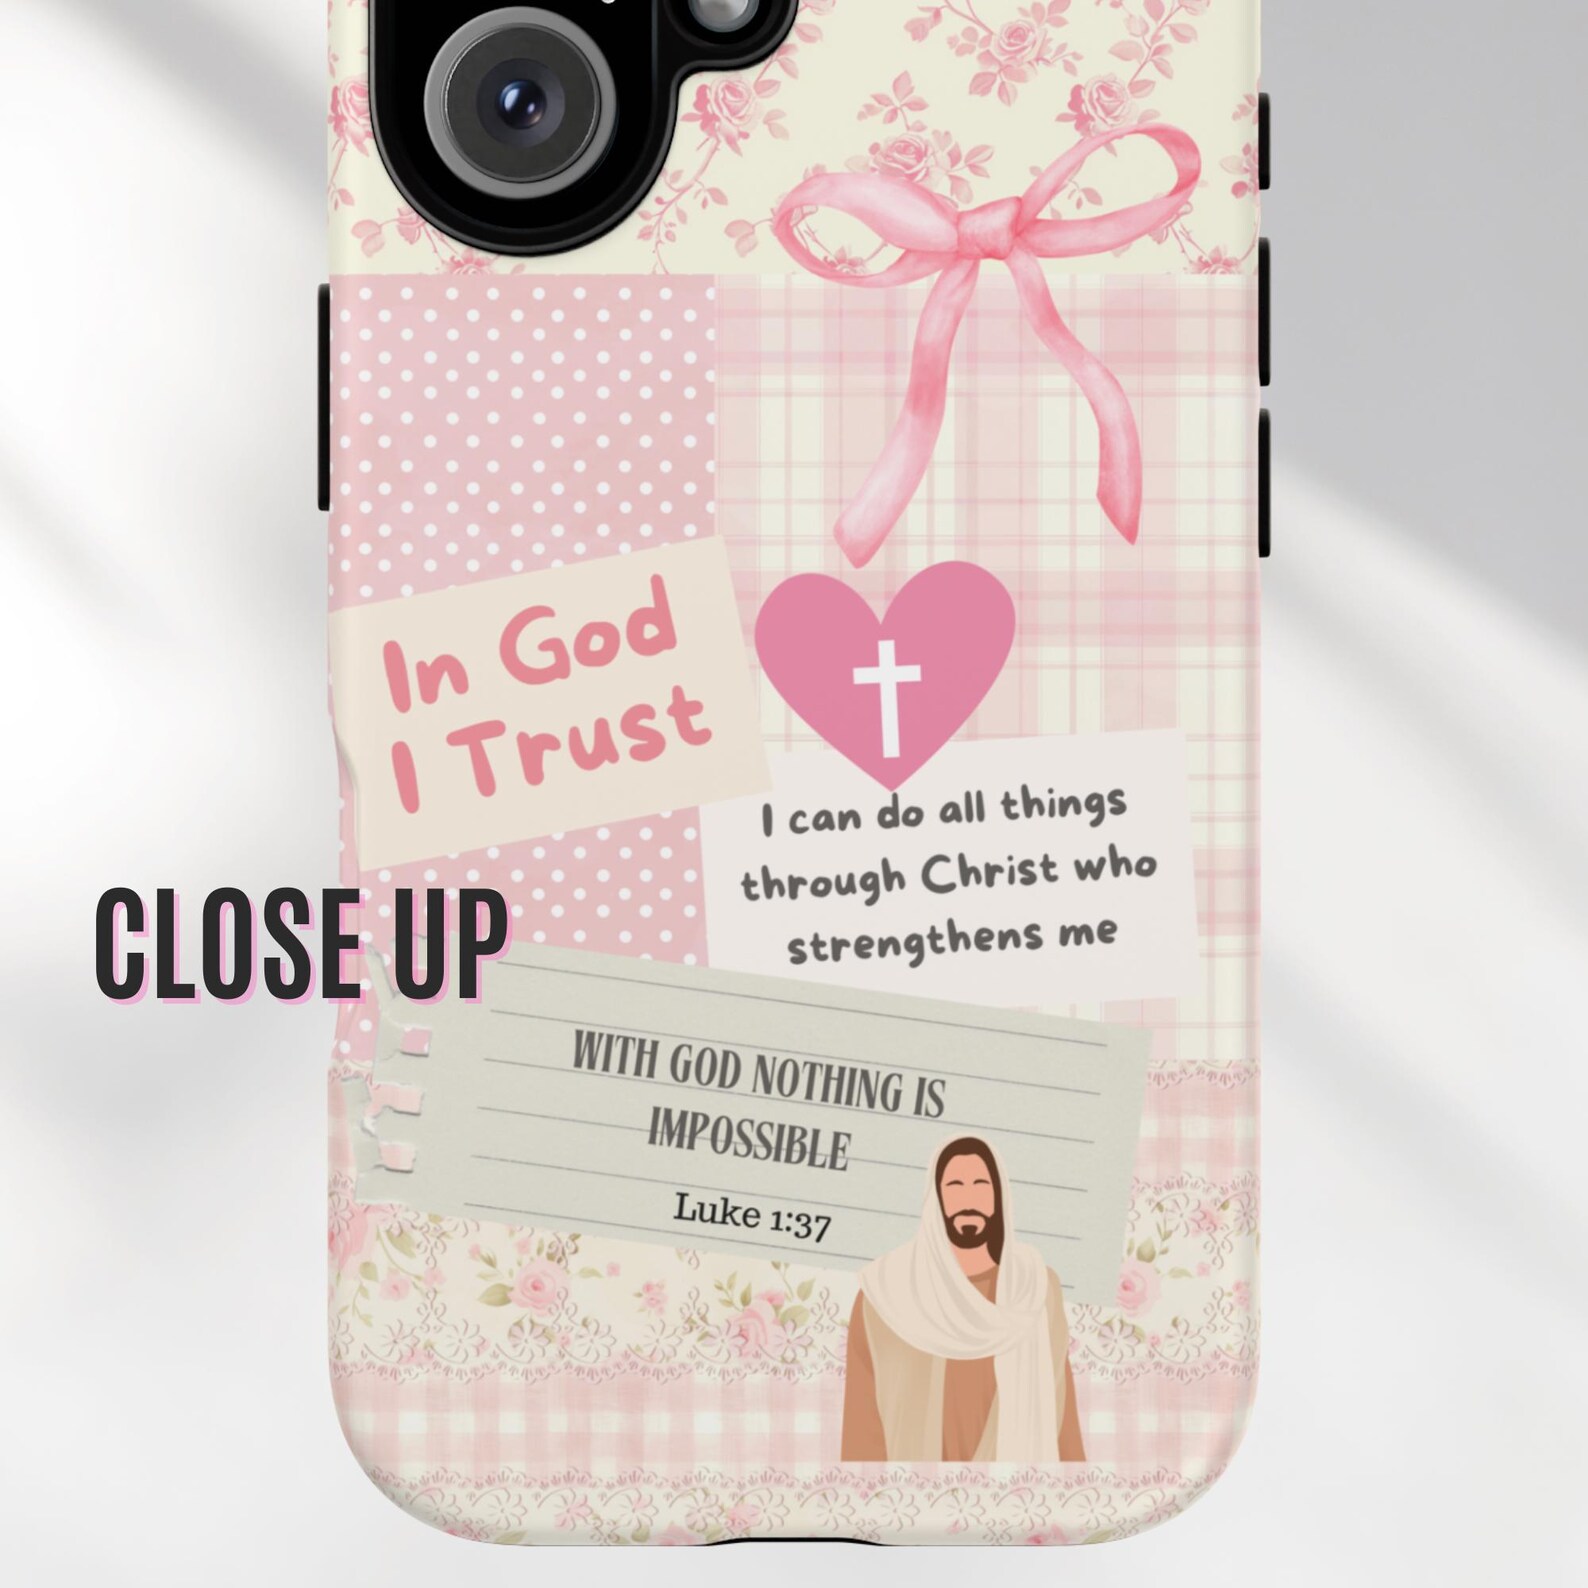 In God
I Trust
I can do all things
through Christ who
strengthens me
CLOSE UP
WITH GOD NOTHING IS
IMPOSSIBLE
Luke 1:37